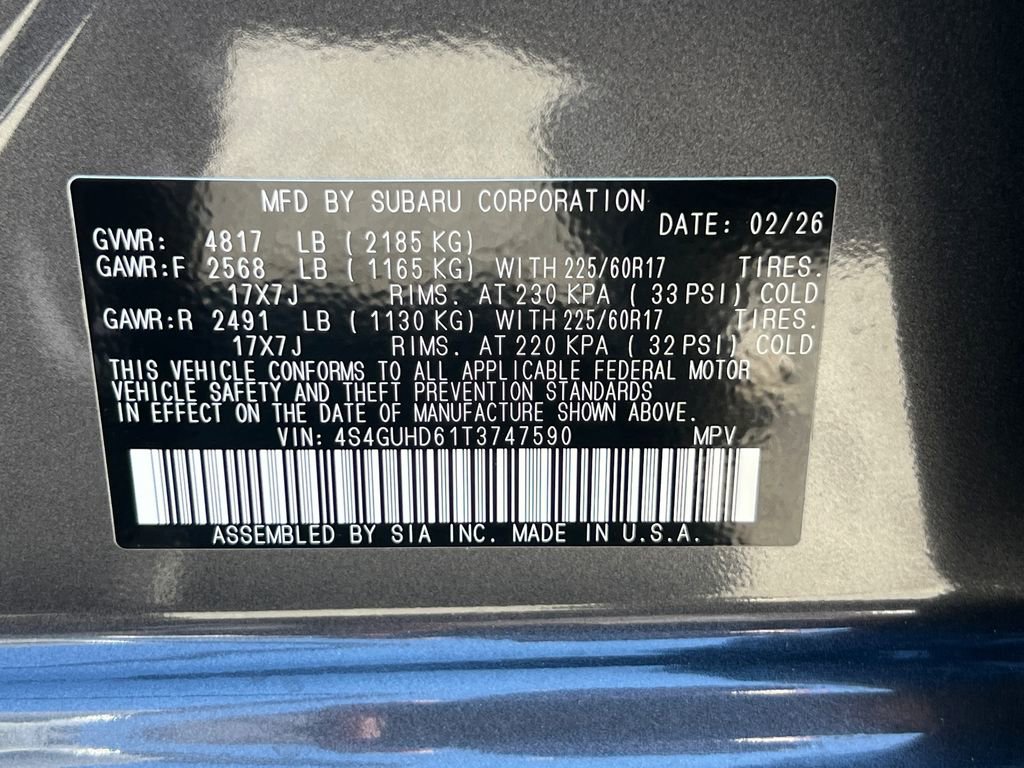 MFD BY SUBARU CORPORATION
DATE: 02/26
GVWR: 4817 LB ( 2185 KG)
GAWR:F 2568 LB ( 1165 KG) WITH 225/60R17 TIRES.
17X7J RIMS. AT 230 KPA ( 33 PSI) COLD
GAWR:R 2491 LB ( 1130 KG) WITH 225/60R17 TIRES.
17X7J RIMS. AT 220 KPA ( 32 PSI) COLD
THIS VEHICLE CONFORMS TO ALL APPLICABLE FEDERAL MOTOR
VEHICLE SAFETY AND THEFT PREVENTION STANDARDS
IN EFFECT ON THE DATE OF MANUFACTURE SHOWN ABOVE.
VIN: 4S4GUHD61T3747590 MPV
ASSEMBLED BY SIA INC. MADE IN U.S.A.